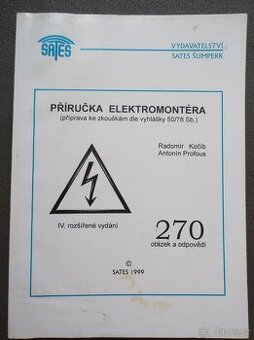 SATES
VYDAVATELSTVÍ
SATES ŠUMPERK
PŘÍRUČKA ELEKTROMONTÉRA
(příprava ke zkouškám dle vyhlášky 50/78 Sb.)
Radomír Kočíb
Antonín Profous
IV. rozšířené vydání
270
otázek a odpovědí
©
SATES 1999